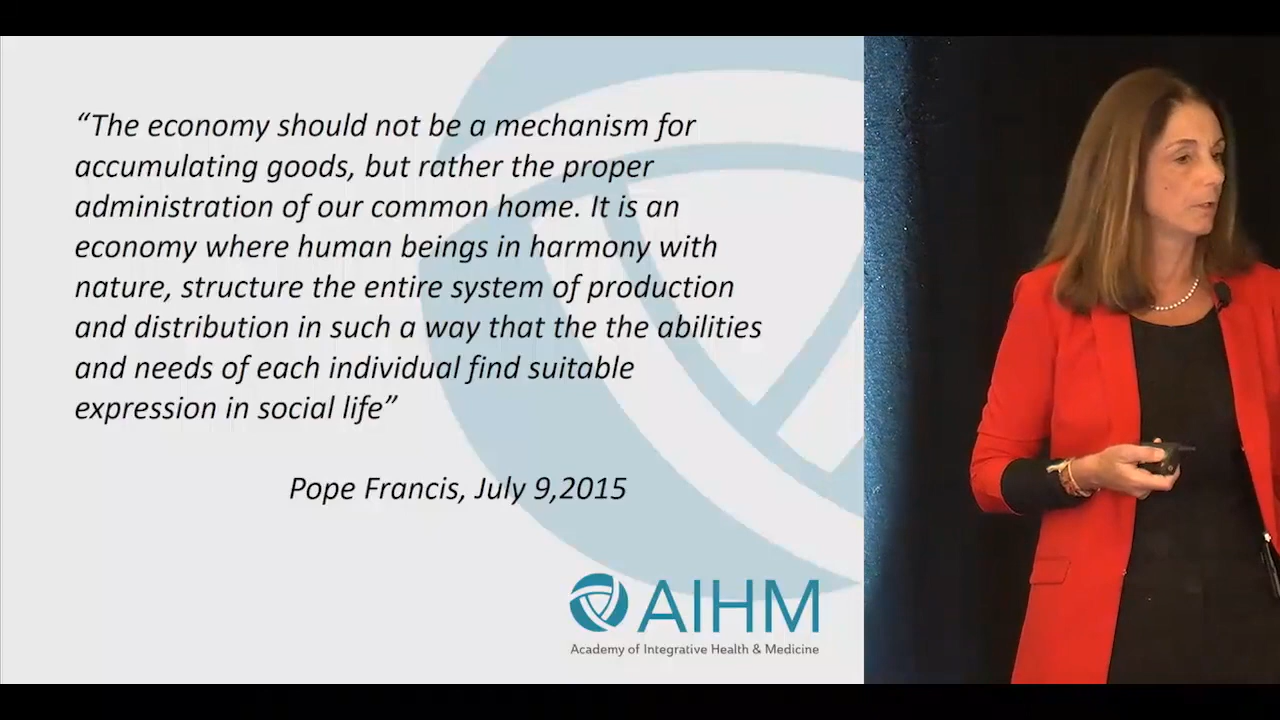 “The economy should not be a mechanism for
accumulating goods, but rather the proper
administration of our common home. It is an
economy where human beings in harmony with
nature, structure the entire system of production
and distribution in such a way that the the abilities
and needs of each individual find suitable
expression in social life”
Pope Francis, July 9,2015
AIHM
Academy of Integrative Health & Medicine